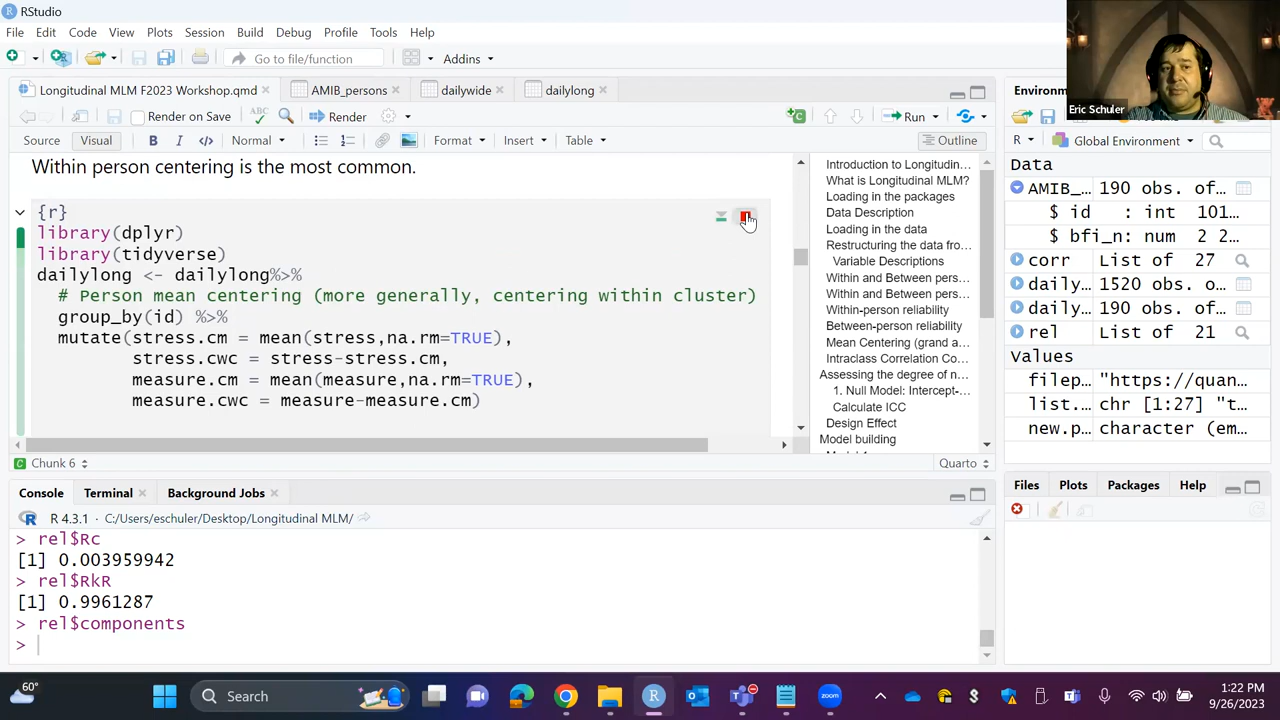 RStudio
File Edit Code View Plots Session Build Debug Profile Tools Help
Go to file/function
Addins
Longitudinal MLM F2023 Workshop.qmd
AMIB_persons
dailywide
dailylong
Render on Save
Render
Run
Source
Visual
B I </> Normal
Format
Insert
Table
Outline
Within person centering is the most common.
{r}
library(dplyr)
library(tidyverse)
dailylong <- dailylong%>%
# Person mean centering (more generally, centering within cluster)
group_by(id) %>%
mutate(stress.cm = mean(stress,na.rm=TRUE),
stress.cwc = stress-stress.cm,
measure.cm = mean(measure,na.rm=TRUE),
measure.cwc = measure-measure.cm)
Chunk 6
Quarto
Introduction to Longitudin...
What is Longitudinal MLM?
Loading in the packages
Data Description
Loading in the data
Restructuring the data fro...
Variable Descriptions
Within and Between pers...
Within and Between pers...
Within-person reliability
Between-person reliability
Mean Centering (grand a...
Intraclass Correlation Co...
Assessing the degree of n...
1. Null Model: Intercept-...
Calculate ICC
Design Effect
Model building
Console
Terminal
Background Jobs
R 4.3.1 · C:/Users/eschuler/Desktop/Longitudinal MLM/
> rel$Rc
[1] 0.003959942
> rel$RkR
[1] 0.9961287
> rel$components
>
Eric Schuler
Environm
R
Global Environment
Data
AMIB_... 190 obs. of...
$ id : int 101...
$ bfi_n: num 2 2...
corr List of 27
daily... 1520 obs. o...
daily... 190 obs. of...
rel List of 21
Values
filep... "https://quan...
list.... chr [1:27] "t...
new.p... character (em...
Files
Plots
Packages
Help
60°
Search
zoom
1:22 PM
9/26/2023